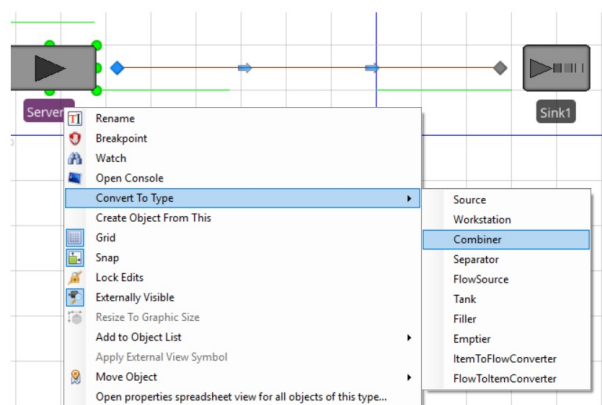 Server
Sink1
Rename
Breakpoint
Watch
Open Console
Convert To Type
Create Object From This
Grid
Snap
Lock Edits
Externally Visible
Resize To Graphic Size
Add to Object List
Apply External View Symbol
Move Object
Open properties spreadsheet view for all objects of this type...
Source
Workstation
Combiner
Separator
FlowSource
Tank
Filler
Emptier
ItemToFlowConverter
FlowToItemConverter